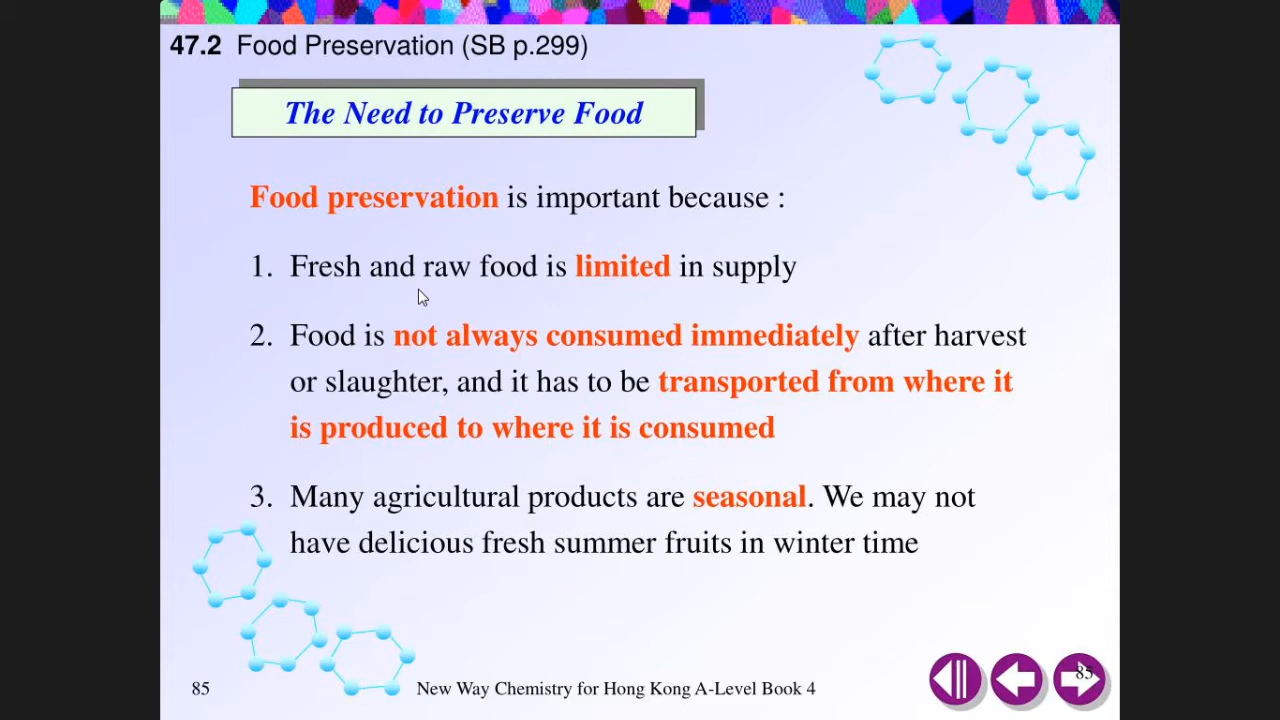 47.2 Food Preservation (SB p.299)
The Need to Preserve Food
Food preservation is important because :
1. Fresh and raw food is limited in supply
2. Food is not always consumed immediately after harvest
or slaughter, and it has to be transported from where it
is produced to where it is consumed
3. Many agricultural products are seasonal. We may not
have delicious fresh summer fruits in winter time
85
New Way Chemistry for Hong Kong A-Level Book 4
85